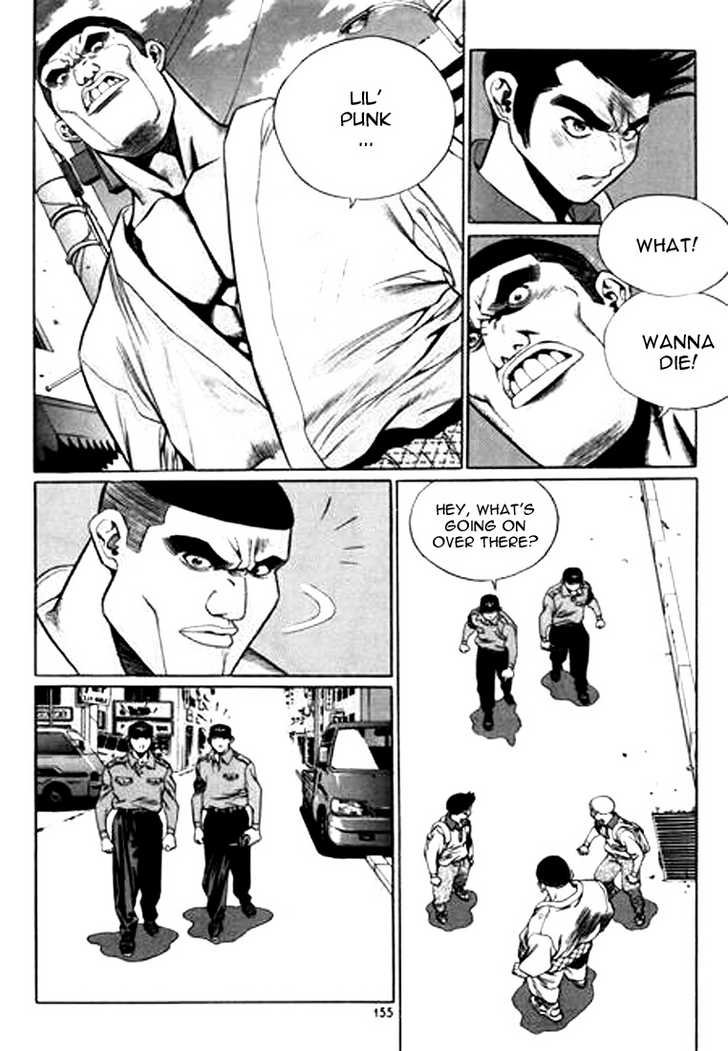 LIL'
PUNK
...
WHAT!
WANNA
DIE!
HEY, WHAT'S
GOING ON
OVER THERE?
155